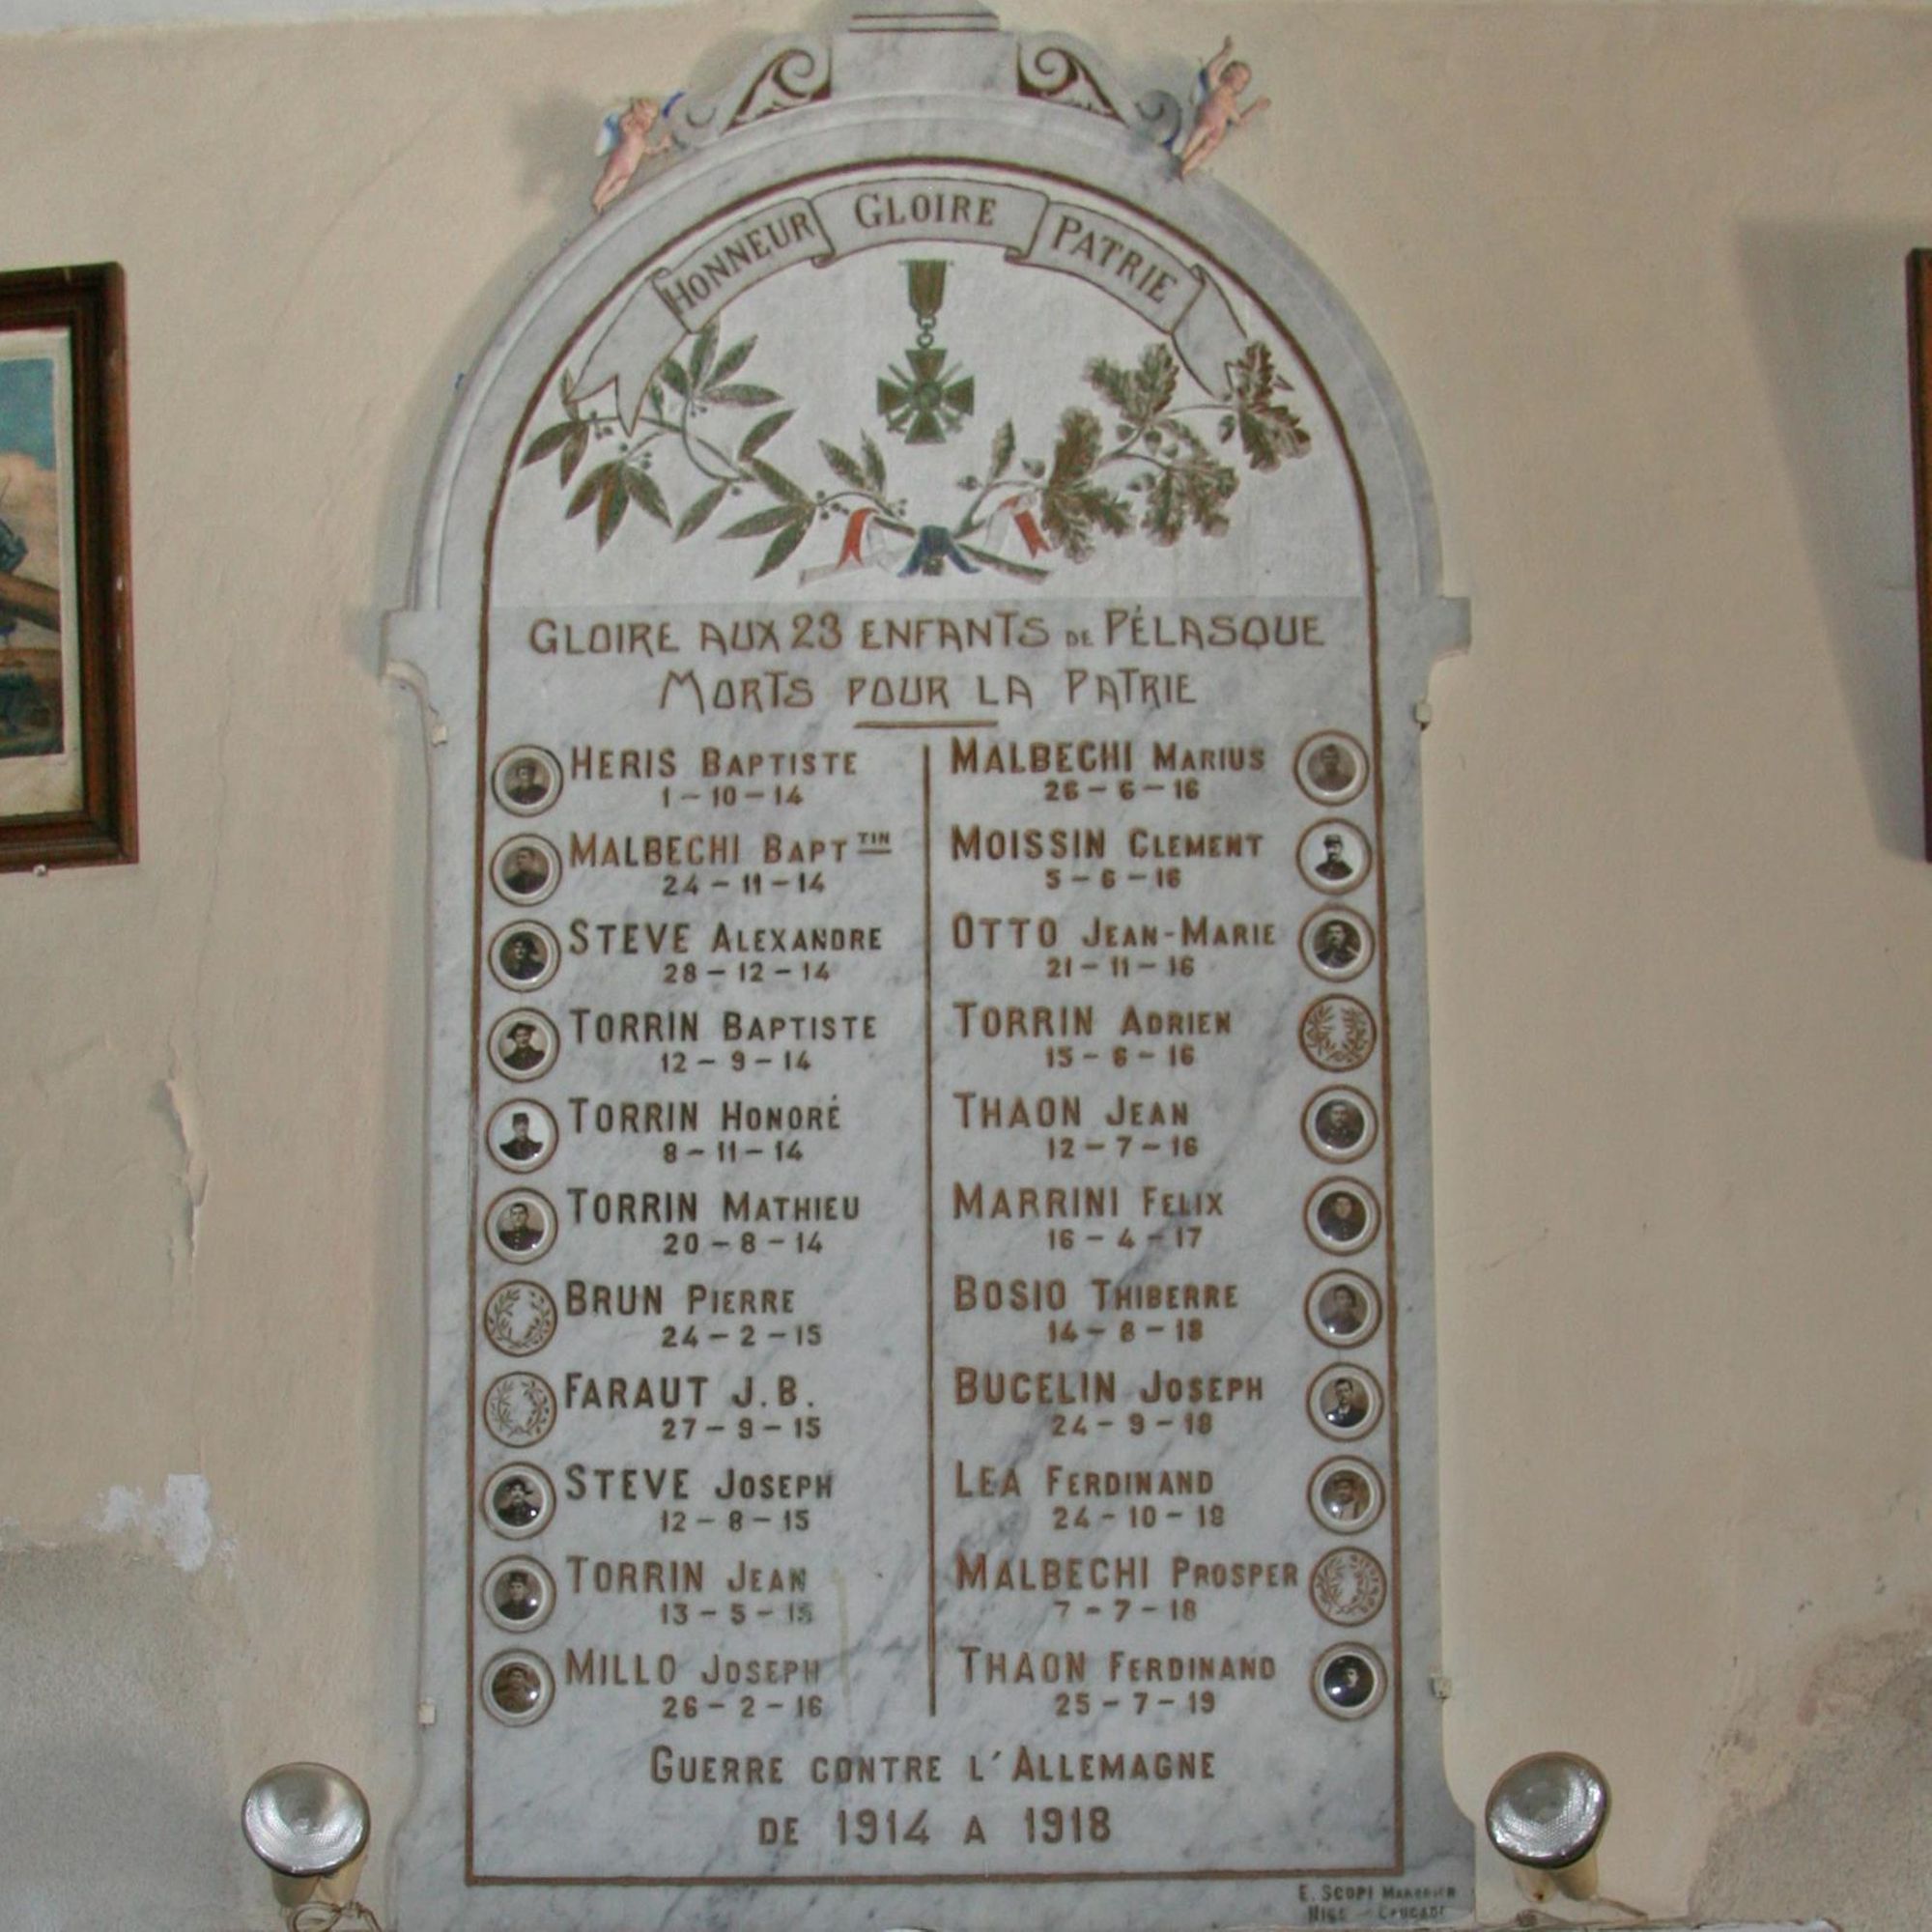 HONNEUR GLOIRE PATRIE
GLOIRE AUX 23 ENFANTS DE PÉLASQUE
MORTS POUR LA PATRIE
HERIS BAPTISTE
1-10-14
MALBECHI BAPT TIN
24-11-14
STEVE ALEXANDRE
28-12-14
TORRIN BAPTISTE
12-9-14
TORRIN HONORÉ
8-11-14
TORRIN MATHIEU
20-8-14
BRUN PIERRE
24-2-15
FARAUT J.B.
27-9-15
STEVE JOSEPH
12-8-15
TORRIN JEAN
13-5-15
MILLO JOSEPH
26-2-16
MALBECHI MARIUS
26-6-16
MOISSIN CLEMENT
5-6-16
OTTO JEAN-MARIE
21-11-16
TORRIN ADRIEN
15-6-16
THAON JEAN
12-7-16
MARRINI FELIX
16-4-17
BOSIO THIBERRE
14-8-18
BUCELIN JOSEPH
24-9-18
LEA FERDINAND
24-10-18
MALBECHI PROSPER
7-7-18
THAON FERDINAND
25-7-19
GUERRE CONTRE L'ALLEMAGNE
DE 1914 A 1918
E. SCOPI MARBRIER
NICE - CAUCADE